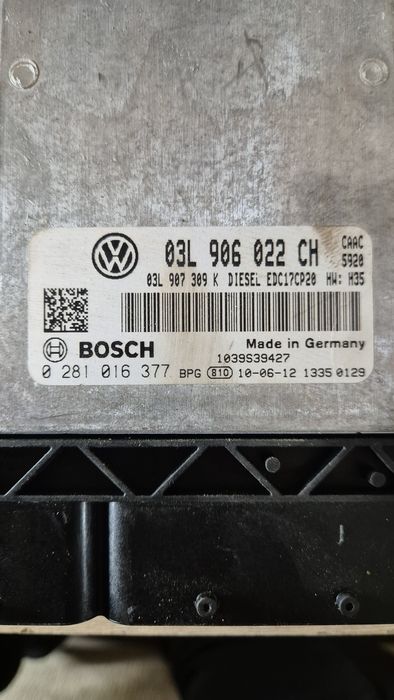 03L 906 022 CH CAAC 5920
03L 907 309 K DIESEL EDC17CP20 HW: H35
BOSCH Made in Germany
1039S39427
0 281 016 377 BPG 810 10-06-12 1335 0129